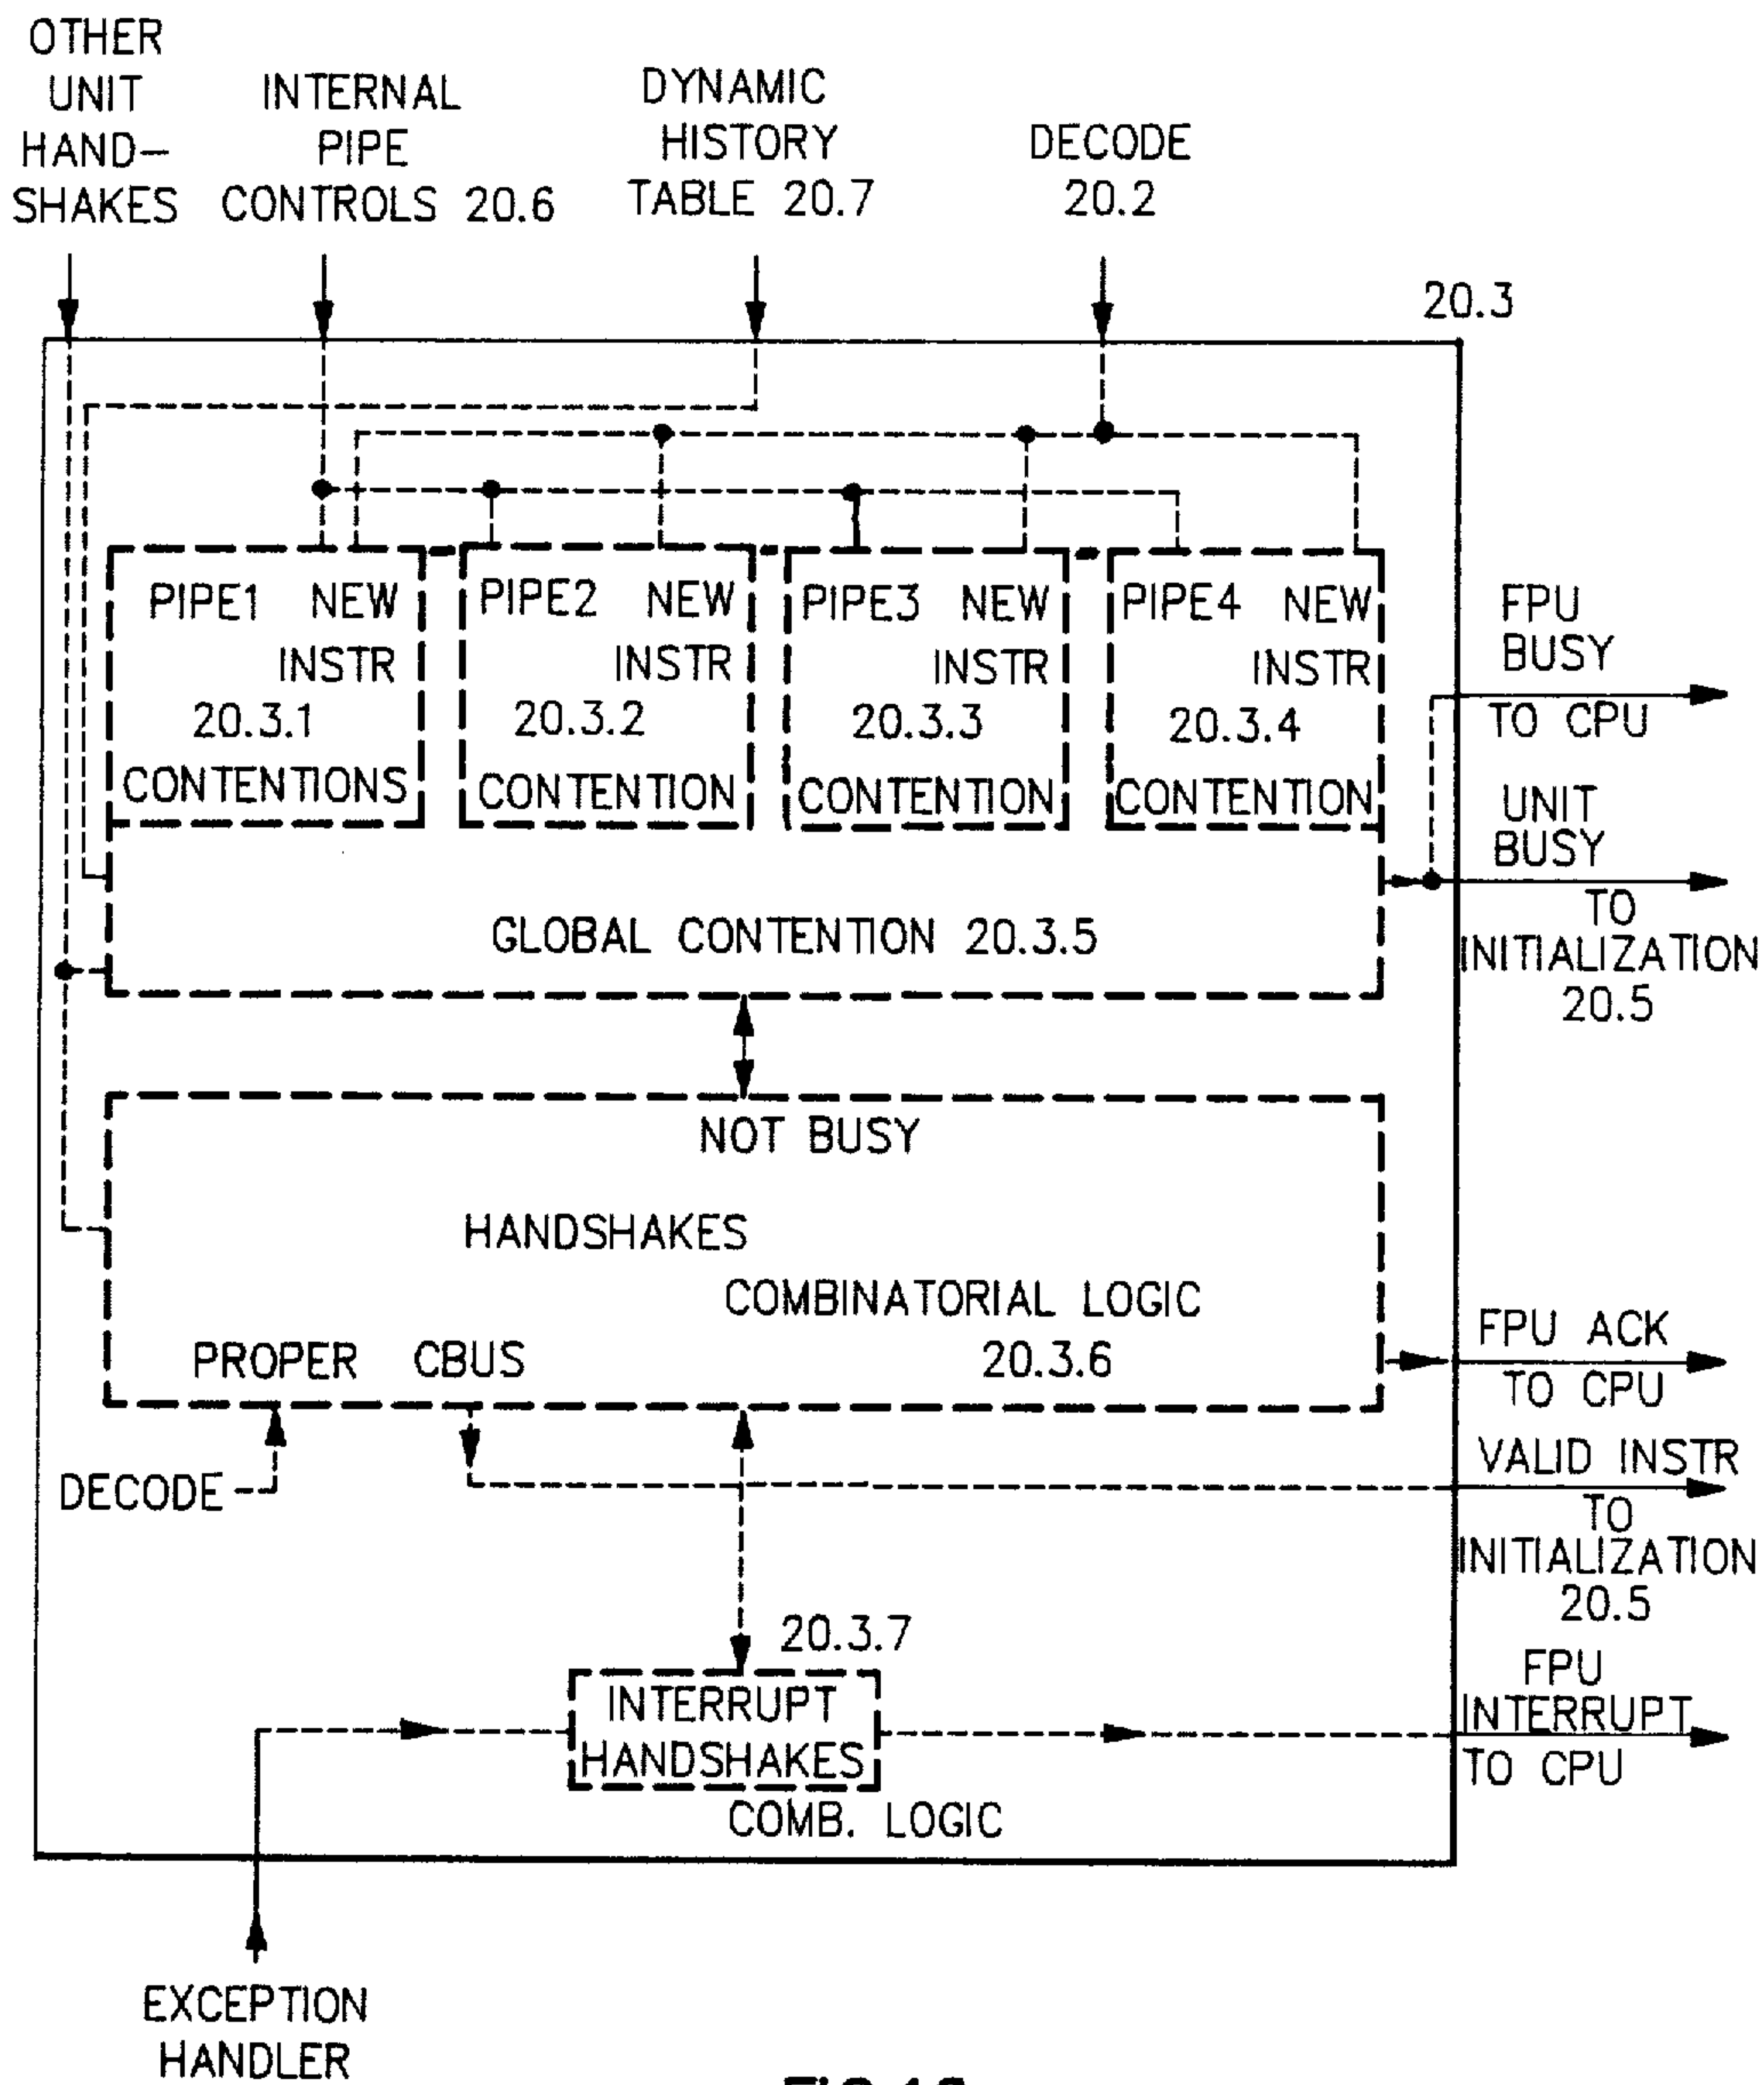 OTHER
UNIT
HAND-
SHAKES
INTERNAL
PIPE
CONTROLS 20.6
DYNAMIC
HISTORY
TABLE 20.7
DECODE
20.2
20.3
PIPE1 NEW
INSTR
20.3.1
CONTENTIONS
PIPE2 NEW
INSTR
20.3.2
CONTENTION
PIPE3 NEW
INSTR
20.3.3
CONTENTION
PIPE4 NEW
INSTR
20.3.4
CONTENTION
FPU
BUSY
TO CPU
UNIT
BUSY
TO
INITIALIZATION
20.5
GLOBAL CONTENTION 20.3.5
NOT BUSY
HANDSHAKES
COMBINATORIAL LOGIC
20.3.6
PROPER CBUS
FPU ACK
TO CPU
DECODE
VALID INSTR
TO
INITIALIZATION
20.5
20.3.7
INTERRUPT
HANDSHAKES
COMB. LOGIC
FPU
INTERRUPT
TO CPU
EXCEPTION
HANDLER